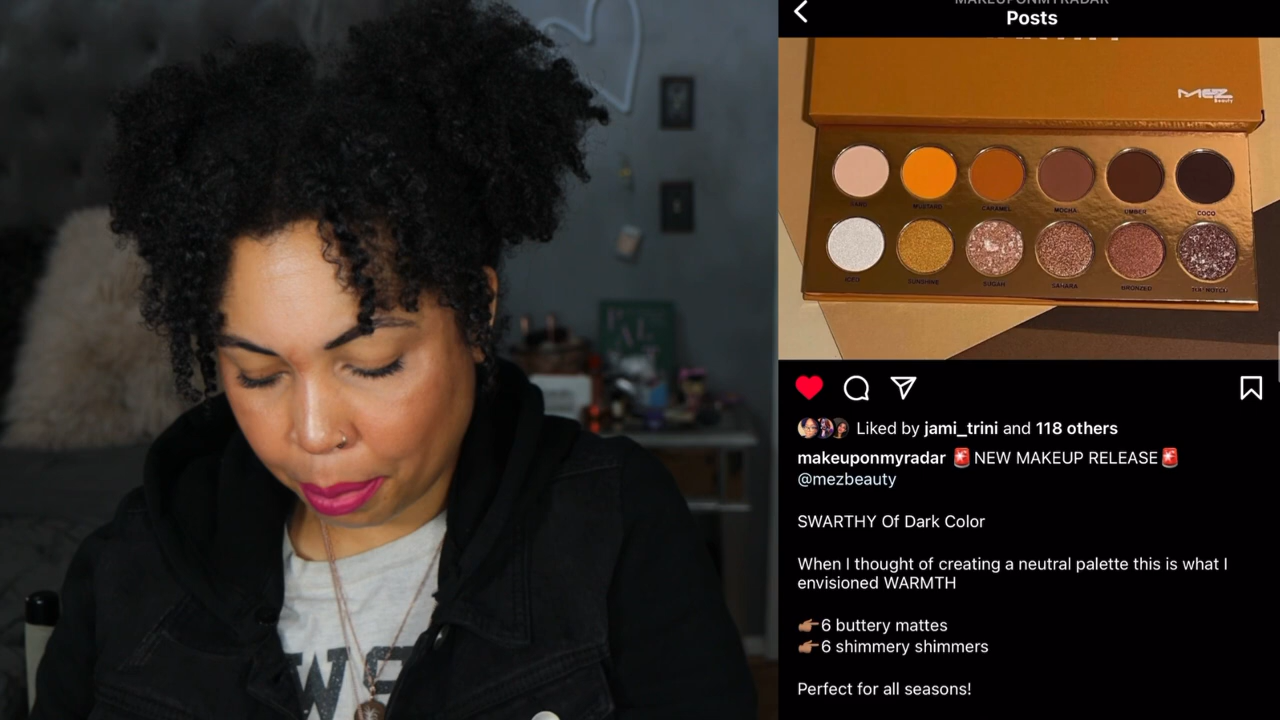 MAKEUPONMYRADAR
Posts
MEZ
Beauty
MUSTARD
CARAMEL
MOCHA
UMBER
COCO
SUNSHINE
SUGAH
SAHARA
BRONZED
Liked by jami_trini and 118 others
makeuponmyradar 🚨NEW MAKEUP RELEASE🚨
@mezbeauty
SWARTHY Of Dark Color
When I thought of creating a neutral palette this is what I
envisioned WARMTH
👉🏽6 buttery mattes
👉🏽6 shimmery shimmers
Perfect for all seasons!